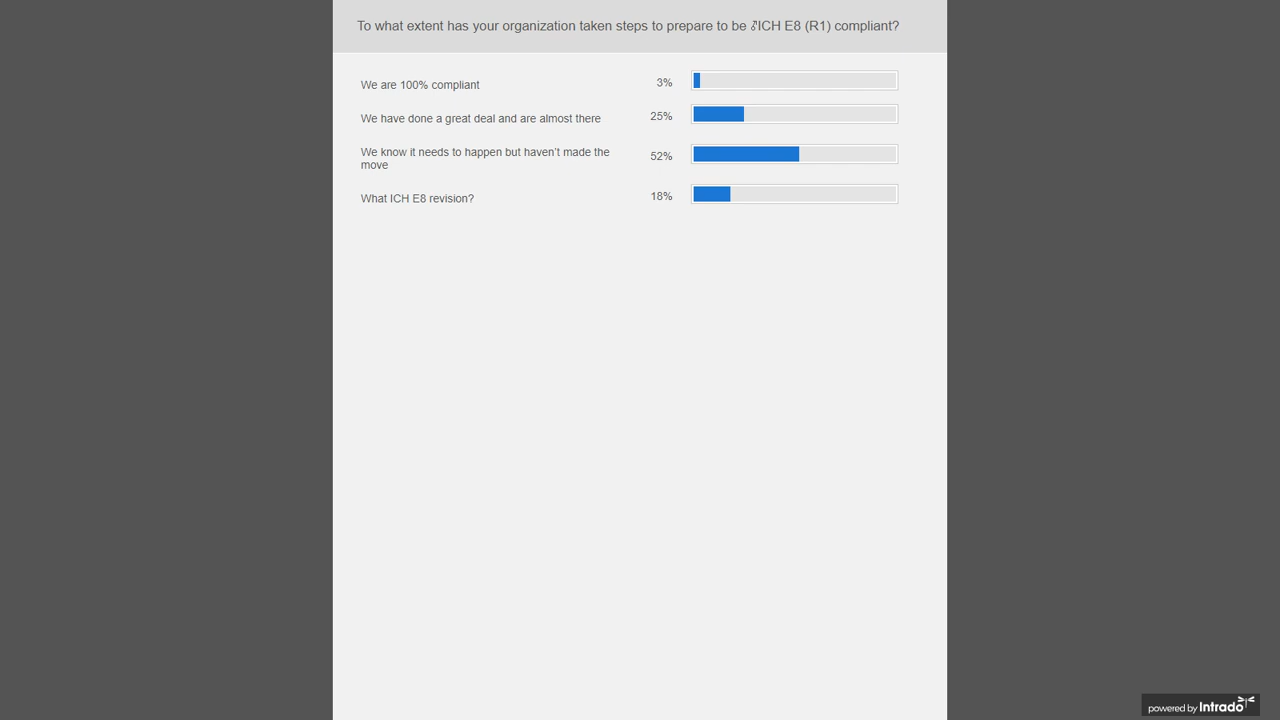 To what extent has your organization taken steps to prepare to be ICH E8 (R1) compliant?
We are 100% compliant 3%
We have done a great deal and are almost there 25%
We know it needs to happen but haven't made the
move 52%
What ICH E8 revision? 18%
powered by Intrado